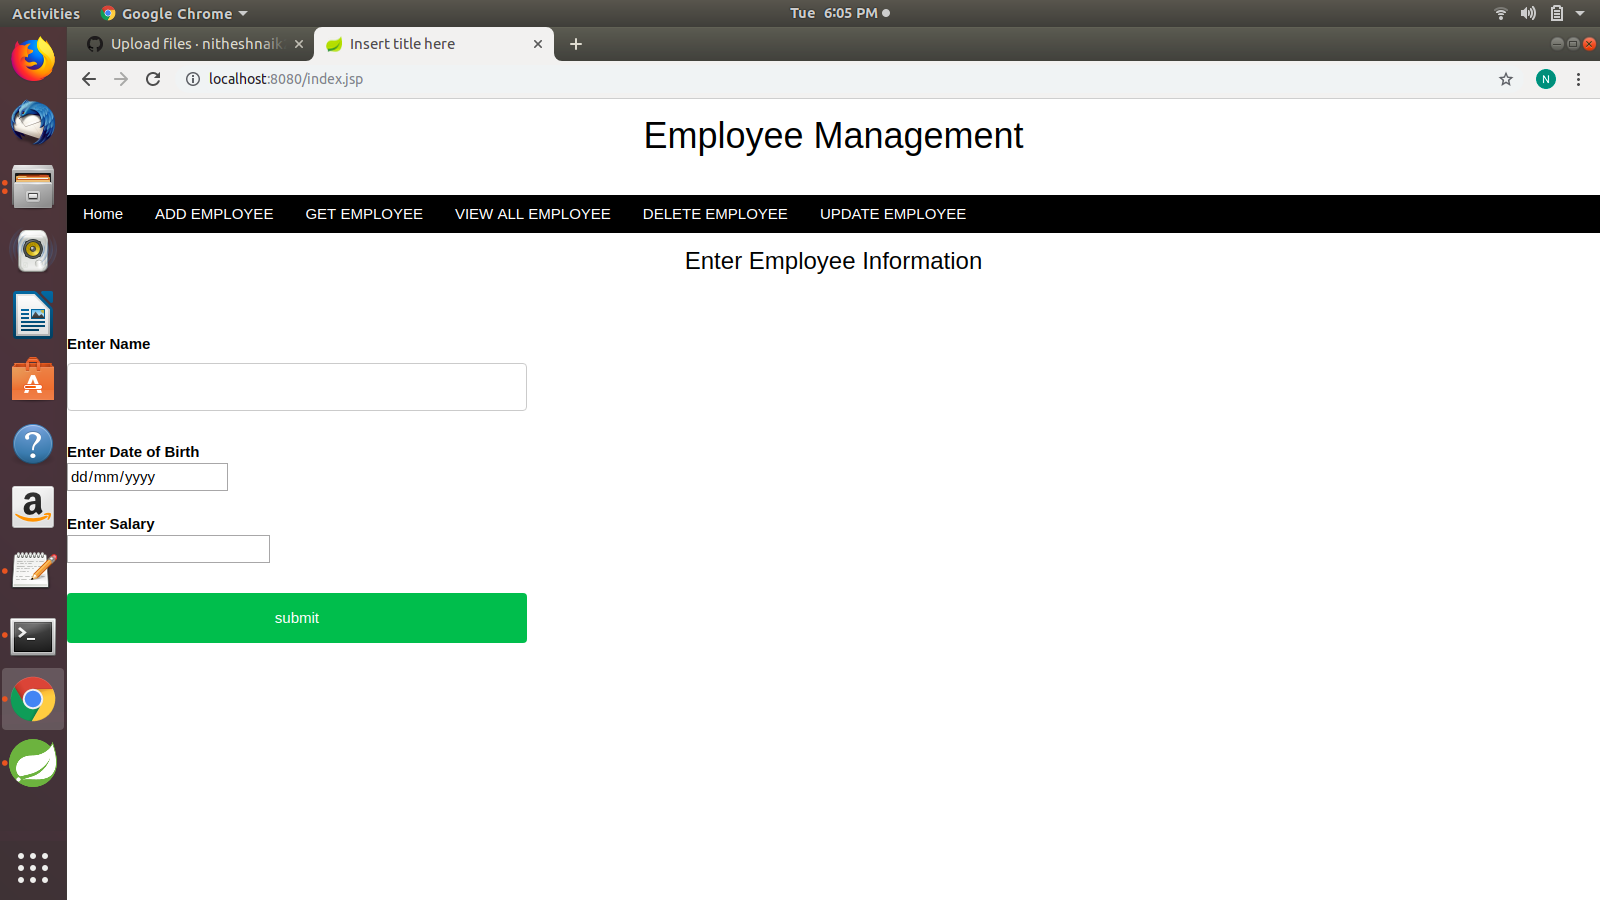 Activities Google Chrome Tue 6:05 PM
Upload files · nitheshnaik Insert title here
localhost:8080/index.jsp N
Employee Management
Home ADD EMPLOYEE GET EMPLOYEE VIEW ALL EMPLOYEE DELETE EMPLOYEE UPDATE EMPLOYEE
Enter Employee Information
Enter Name
Enter Date of Birth
dd/mm/yyyy
Enter Salary
submit